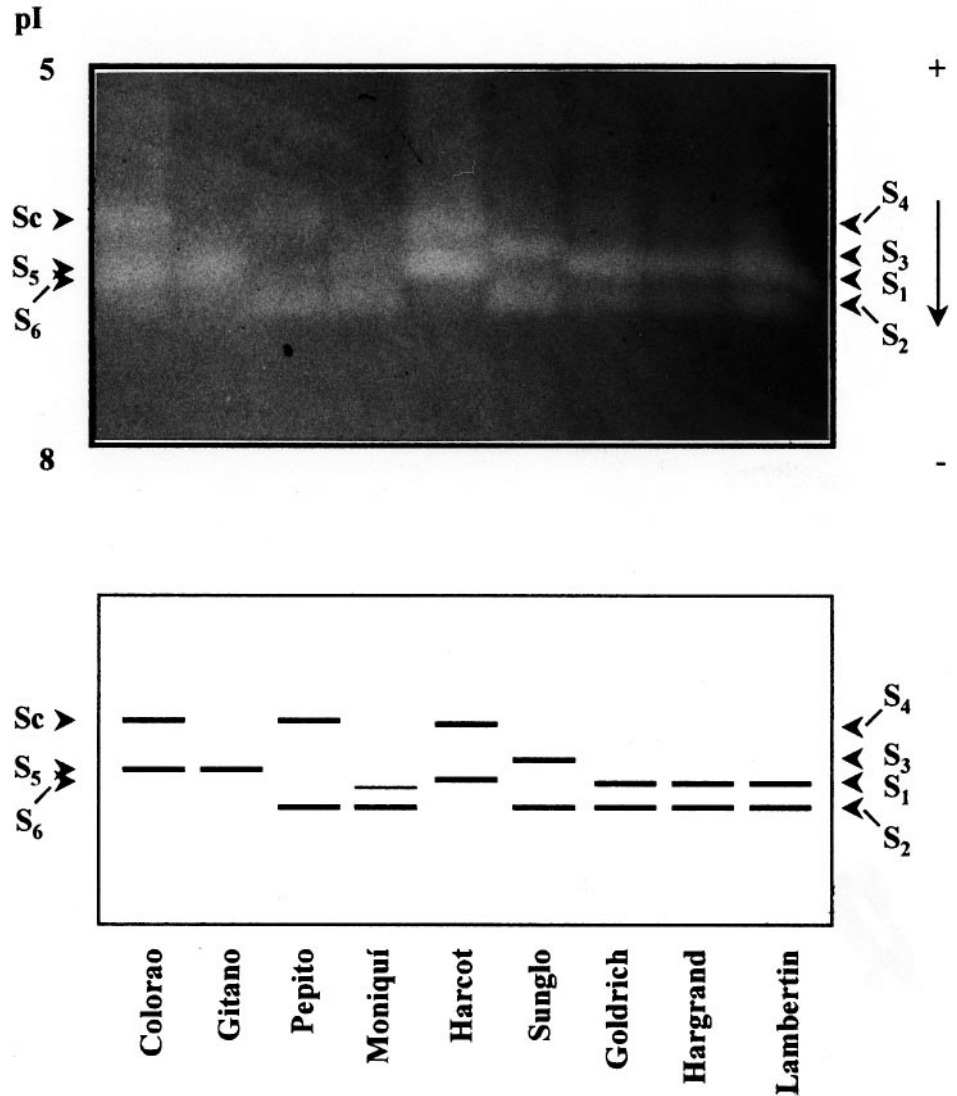 pI
5
+
Sc
S5
S6
S4
S3
S1
S2
8
-
Sc
S5
S6
S4
S3
S1
S2
Colorao
Gitano
Pepito
Moniquí
Harcot
Sunglo
Goldrich
Hargrand
Lambertin